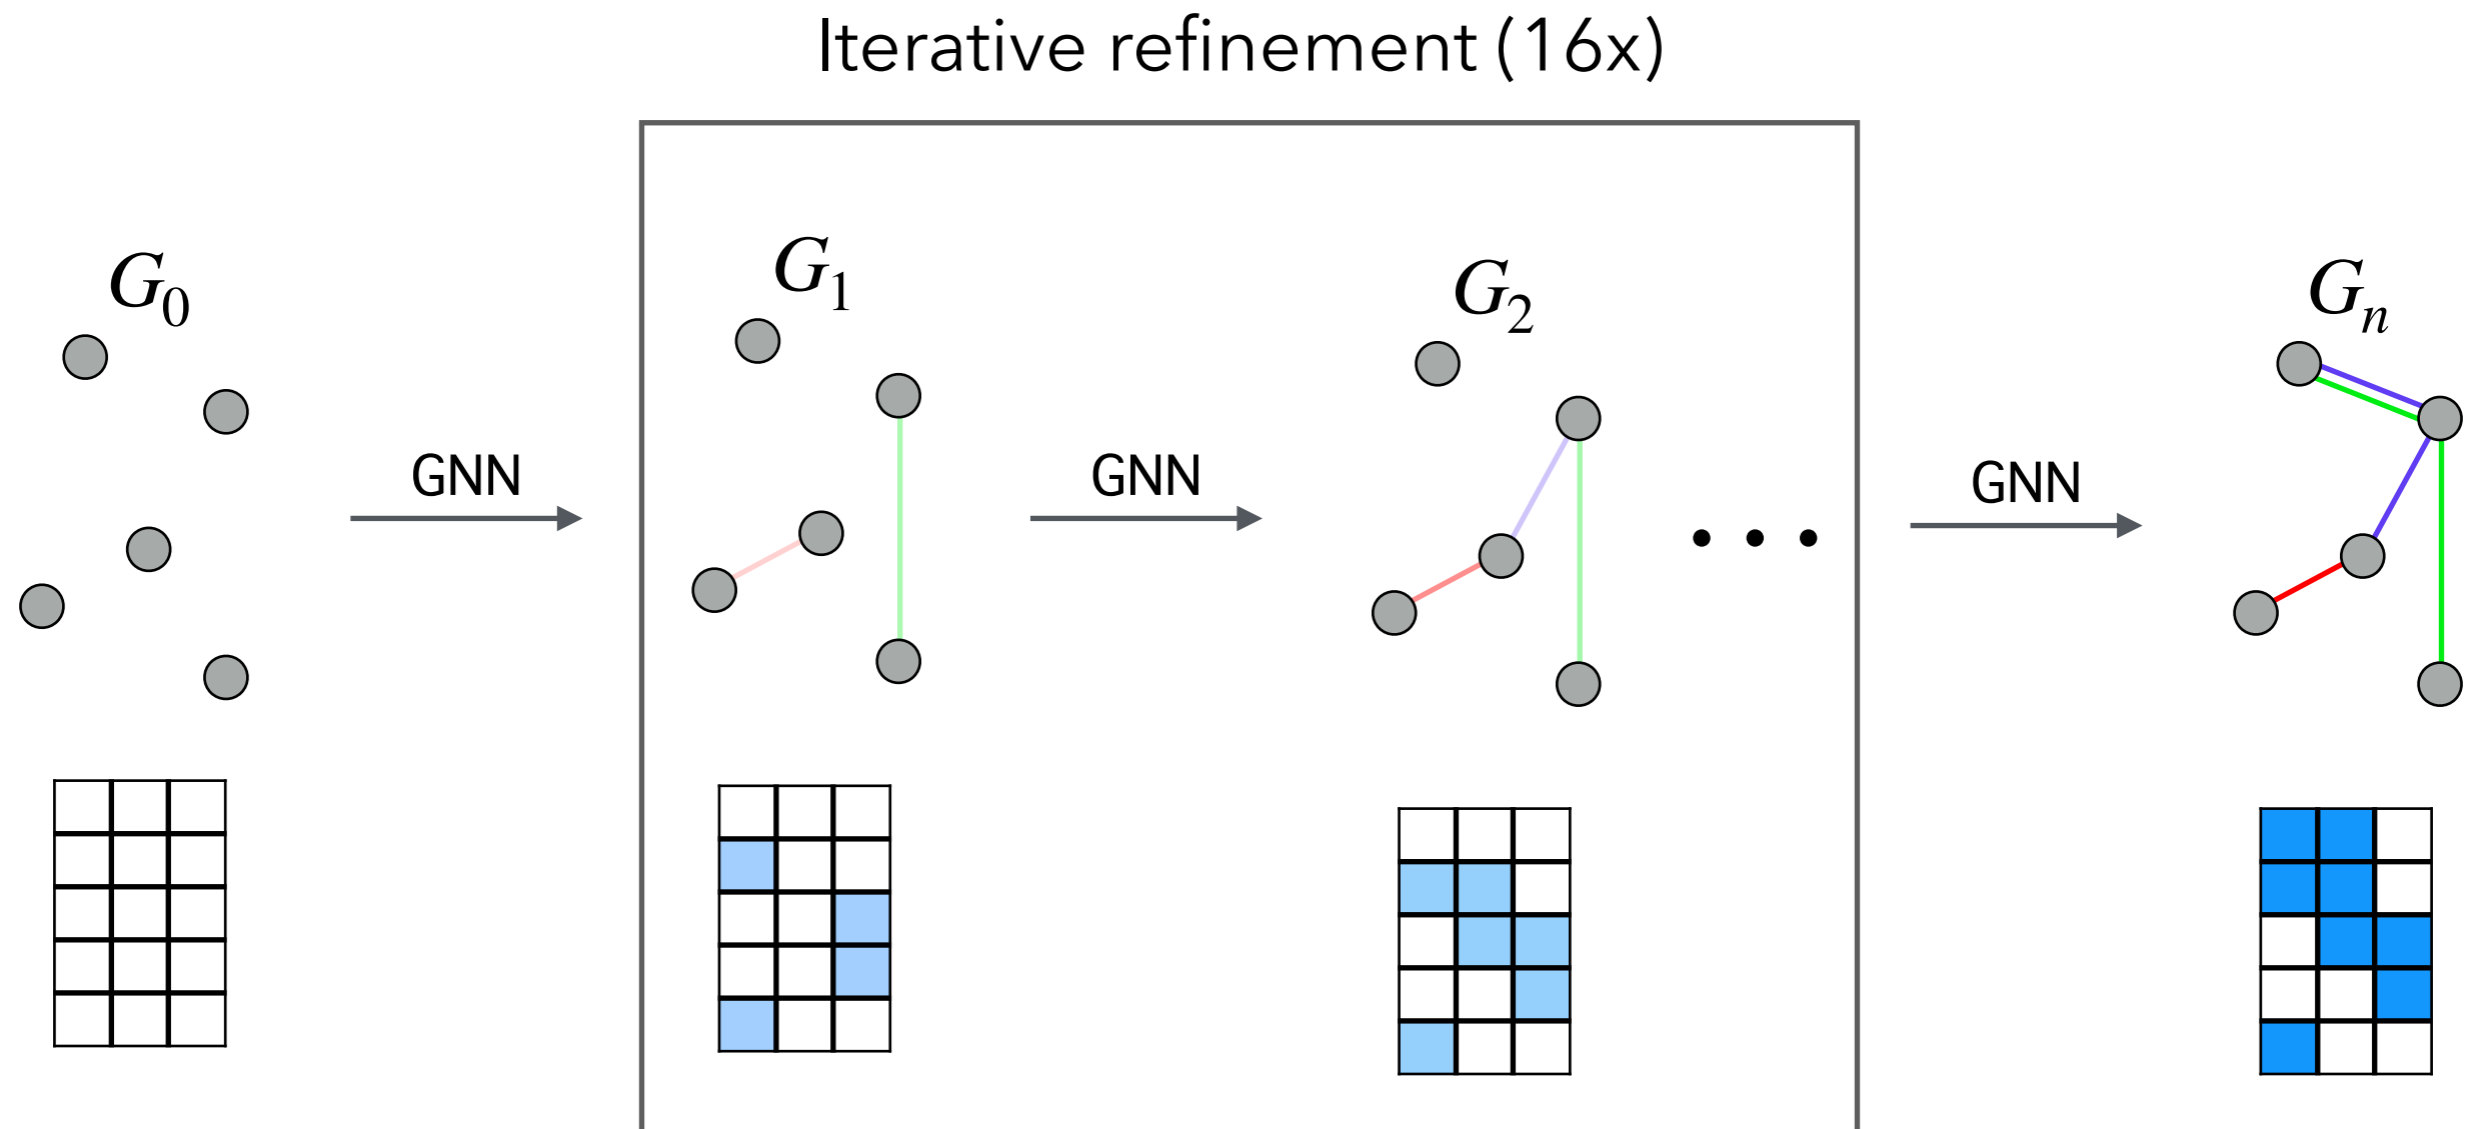 Iterative refinement (16x)
G₀
GNN
G₁
GNN
G₂
...
GNN
Gₙ